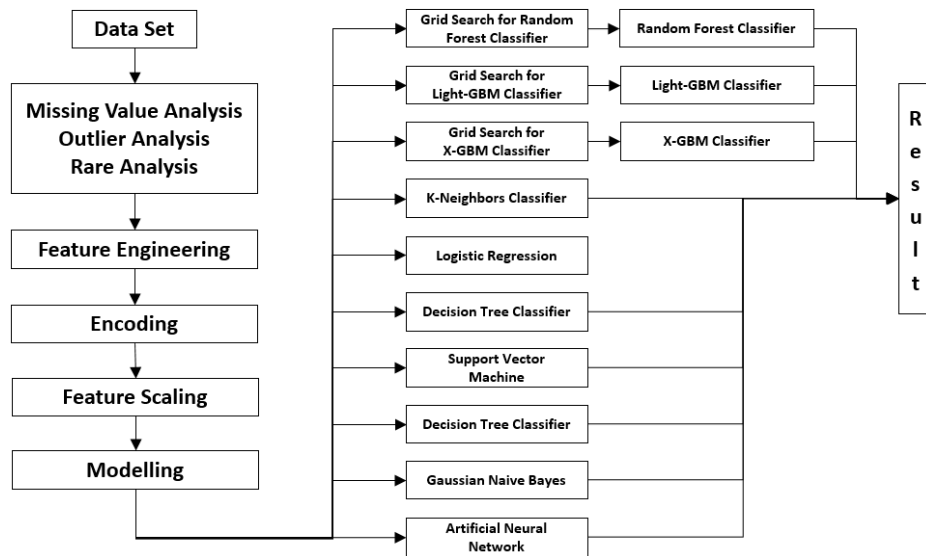 Data Set
Missing Value Analysis
Outlier Analysis
Rare Analysis
Feature Engineering
Encoding
Feature Scaling
Modelling
Grid Search for Random
Forest Classifier
Random Forest Classifier
Grid Search for
Light-GBM Classifier
Light-GBM Classifier
Grid Search for
X-GBM Classifier
X-GBM Classifier
K-Neighbors Classifier
Logistic Regression
Decision Tree Classifier
Support Vector
Machine
Decision Tree Classifier
Gaussian Naive Bayes
Artificial Neural
Network
Result